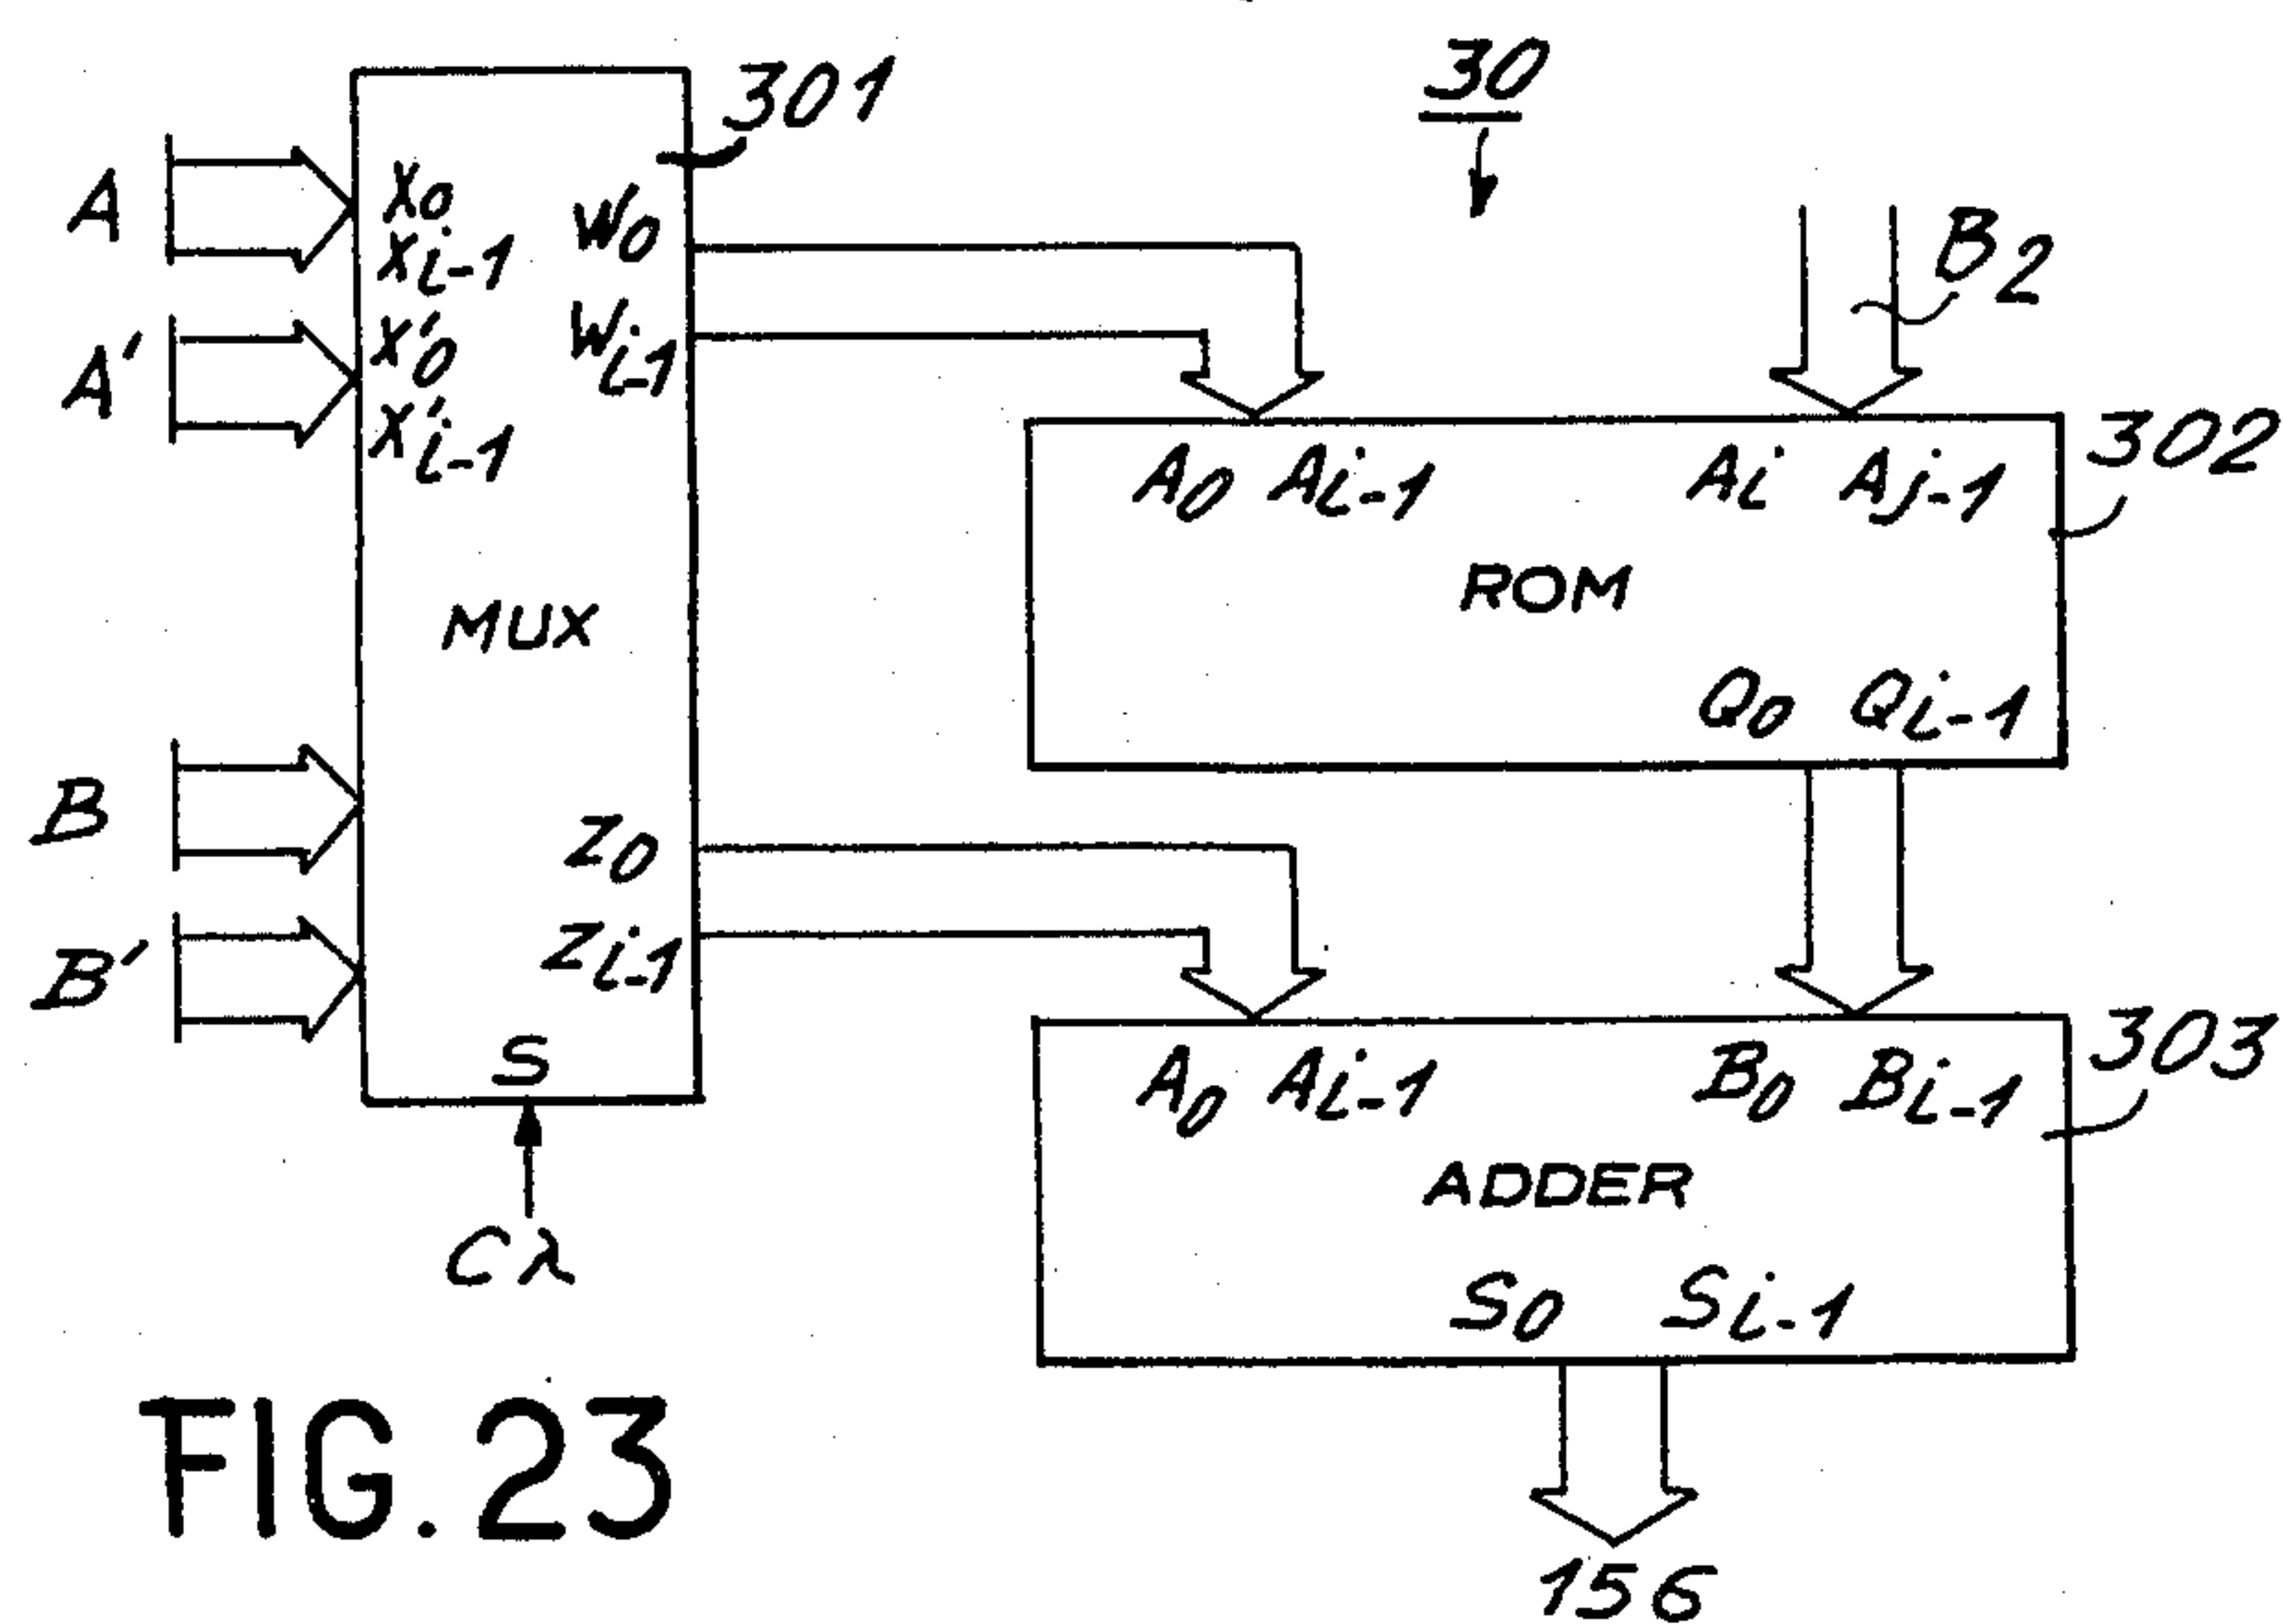 301
30
A
X0
Xi-1
W0
A'
X'0
X'i-1
Wi-1
B2
302
A0 Ai-1 Ai Aj-1
ROM
Q0 Qi-1
MUX
B
Z0
B'
Zi-1
S
Cλ
303
A0 Ai-1 B0 Bi-1
ADDER
S0 Si-1
156
FIG. 23